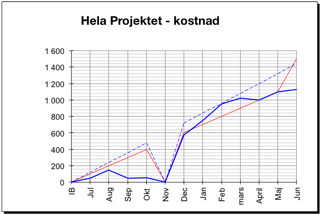 Hela Projektet - kostnad
1 600
1 400
1 200
1 000
800
600
400
200
0
IB
Jul
Aug
Sep
Okt
Nov
Dec
Jan
Feb
mars
April
Maj
Jun